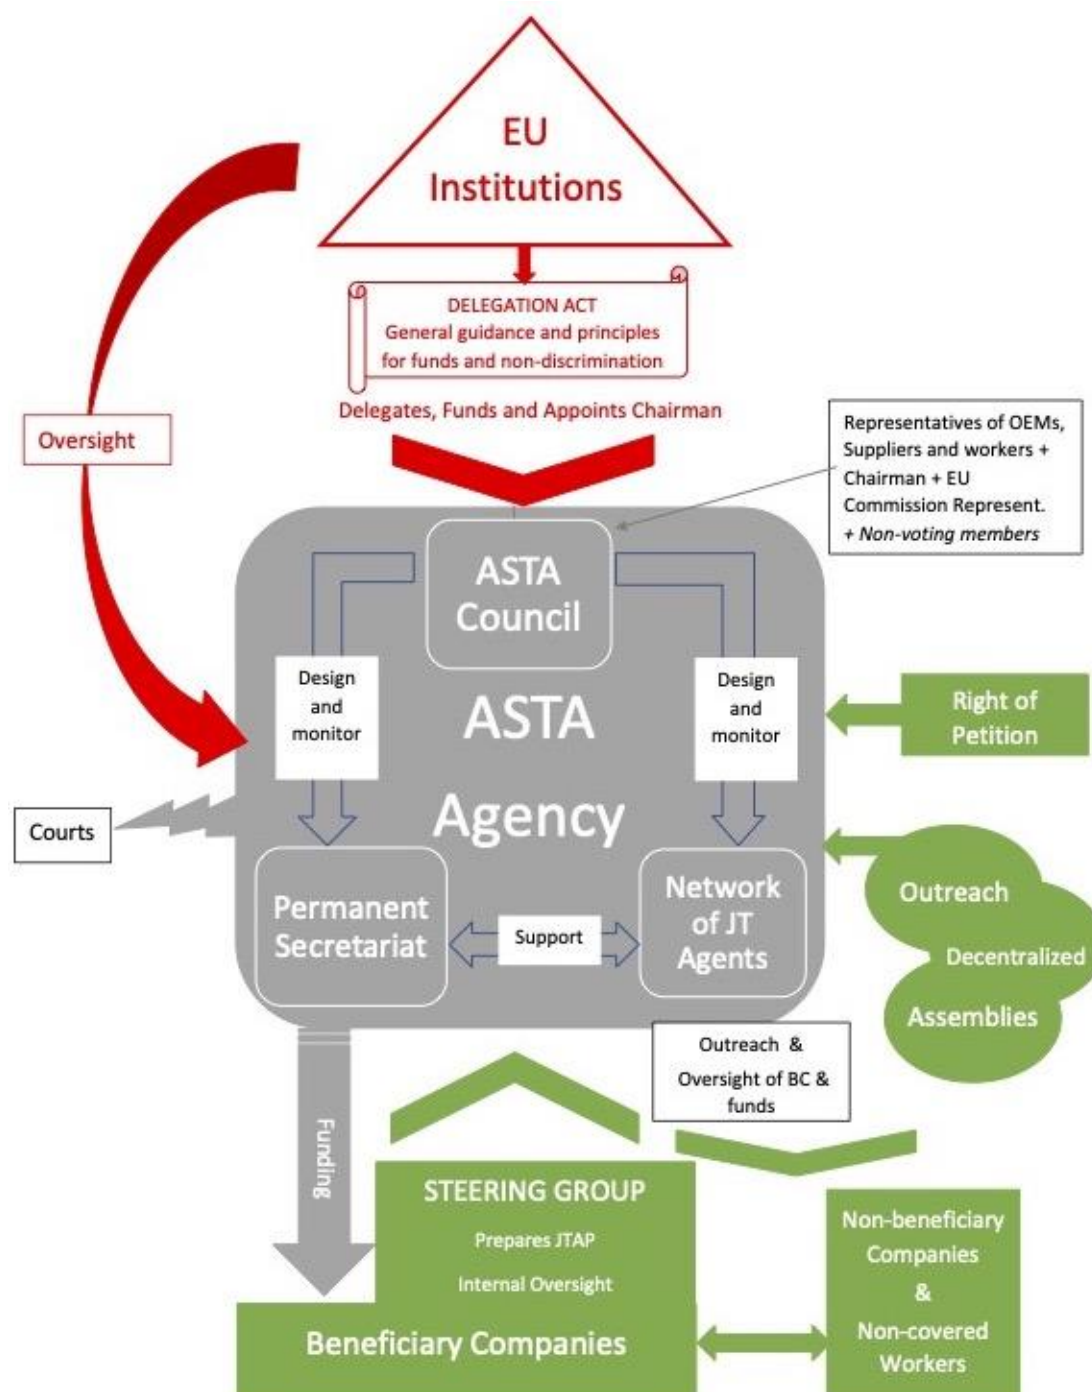 EU
Institutions
DELEGATION ACT
General guidance and principles
for funds and non-discrimination
Delegates, Funds and Appoints Chairman
Oversight
Representatives of OEMs,
Suppliers and workers +
Chairman + EU
Commission Represent.
+ Non-voting members
ASTA
Council
Design
and
monitor
Design
and
monitor
ASTA
Agency
Right of
Petition
Courts
Permanent
Secretariat
Support
Network
of JT
Agents
Outreach
Decentralized
Assemblies
Outreach &
Oversight of BC &
funds
Funding
STEERING GROUP
Prepares JTAP
Internal Oversight
Beneficiary Companies
Non-beneficiary
Companies
&
Non-covered
Workers